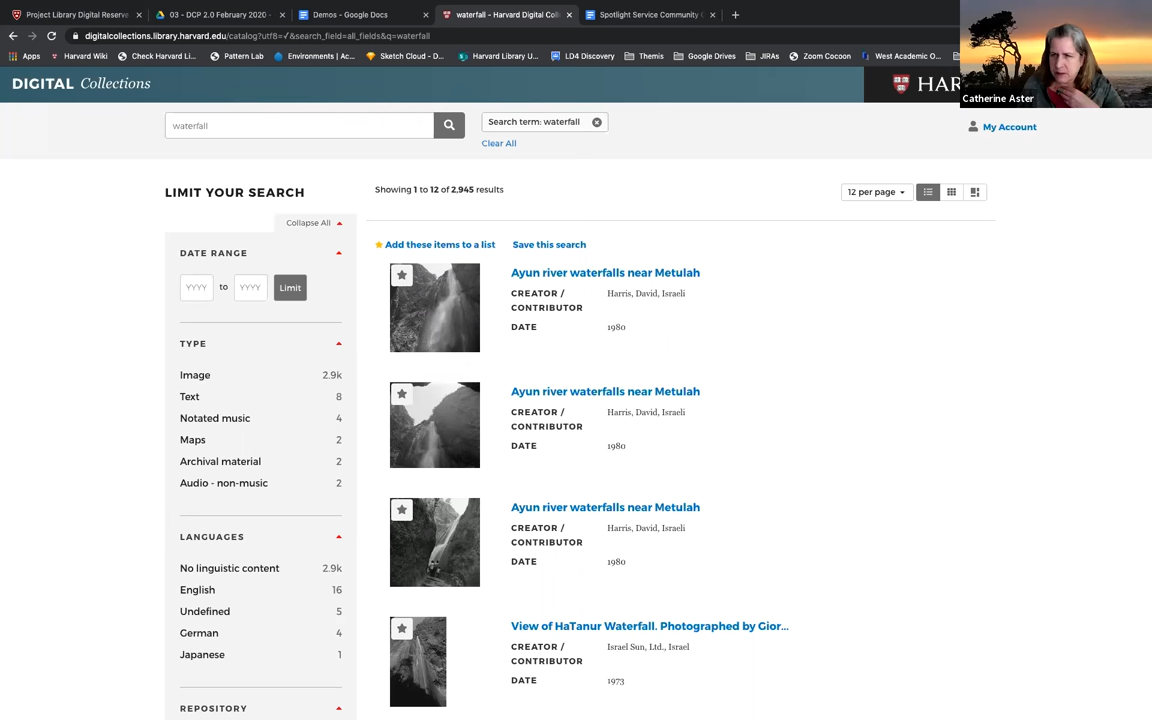 Project Library Digital Reserve
03 - DCP 2.0 February 2020 -
Demos - Google Docs
waterfall - Harvard Digital Coll
Spotlight Service Community
digitalcollections.library.harvard.edu/catalog?utf8=✓&search_field=all_fields&q=waterfall
Apps
Harvard Wiki
Check Harvard Li...
Pattern Lab
Environments | Ac...
Sketch Cloud - D...
Harvard Library U...
LD4 Discovery
Themis
Google Drives
JIRAs
Zoom Cocoon
West Academic O...
Catherine Aster
DIGITAL Collections
HAR
waterfall
Search term: waterfall
Clear All
My Account
LIMIT YOUR SEARCH
Showing 1 to 12 of 2,945 results
12 per page
Collapse All
Add these items to a list
Save this search
DATE RANGE
YYYY to YYYY Limit
TYPE
Image 2.9k
Text 8
Notated music 4
Maps 2
Archival material 2
Audio - non-music 2
LANGUAGES
No linguistic content 2.9k
English 16
Undefined 5
German 4
Japanese 1
REPOSITORY
Ayun river waterfalls near Metulah
CREATOR / CONTRIBUTOR
Harris, David, Israeli
DATE 1980
Ayun river waterfalls near Metulah
CREATOR / CONTRIBUTOR
Harris, David, Israeli
DATE 1980
Ayun river waterfalls near Metulah
CREATOR / CONTRIBUTOR
Harris, David, Israeli
DATE 1980
View of HaTanur Waterfall. Photographed by Gior...
CREATOR / CONTRIBUTOR
Israel Sun, Ltd., Israel
DATE 1973